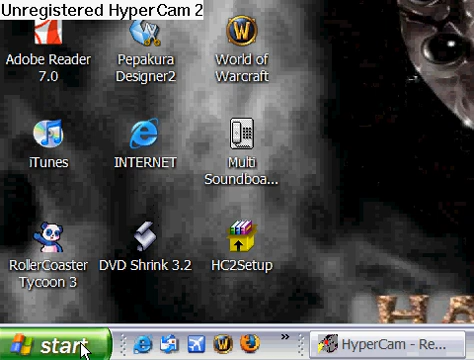 Unregistered HyperCam 2
Adobe Reader
7.0
Pepakura
Designer2
World of
Warcraft
iTunes
INTERNET
Multi
Soundboa...
RollerCoaster
Tycoon 3
DVD Shrink 3.2
HC2Setup
start
HyperCam - Re...